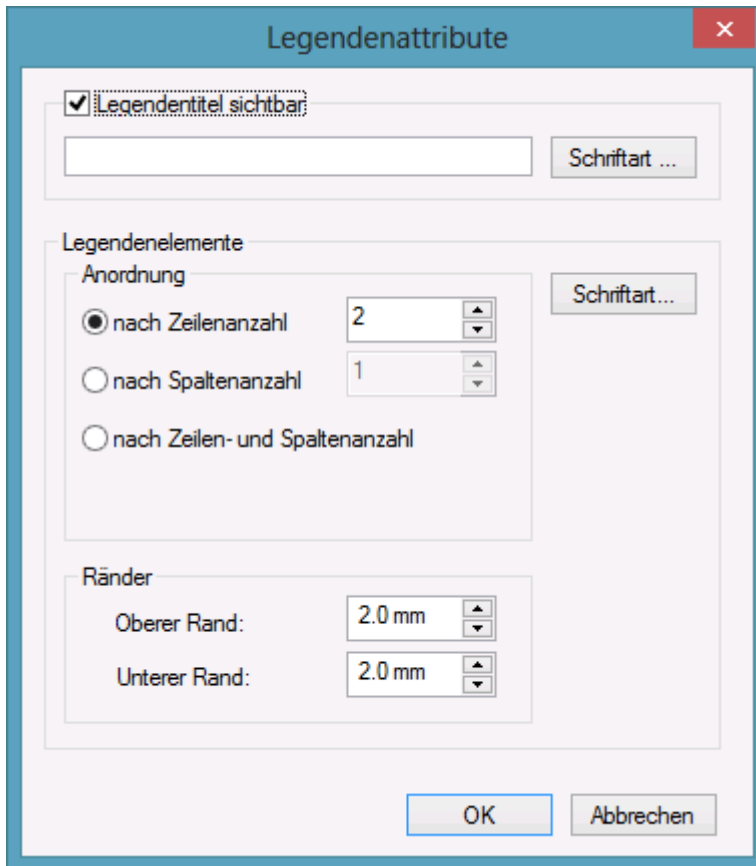 Legendenattribute
Legendentitel sichtbar
Schriftart ...
Legendenelemente
Anordnung
Schriftart...
nach Zeilenanzahl 2
nach Spaltenanzahl 1
nach Zeilen- und Spaltenanzahl
Ränder
Oberer Rand: 2.0 mm
Unterer Rand: 2.0 mm
OK Abbrechen